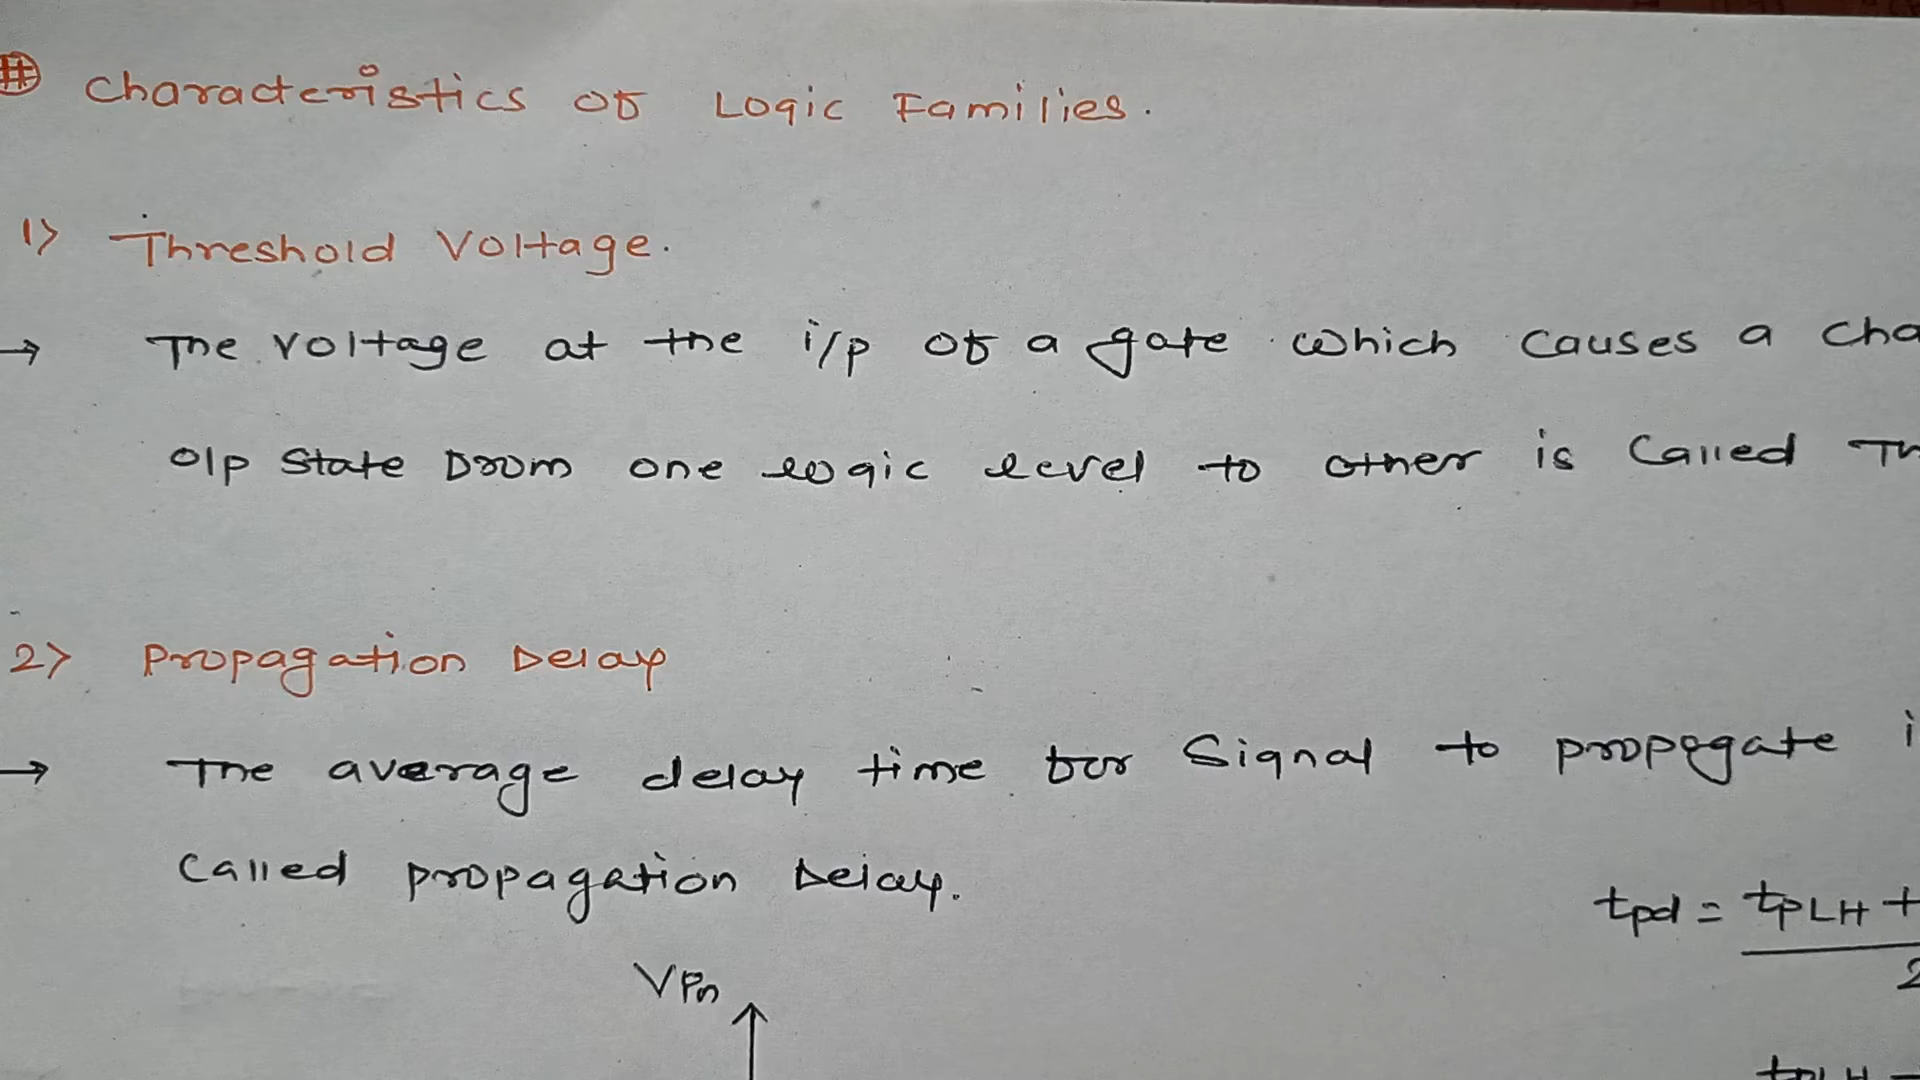 # Characteristics of Logic Families.
1> Threshold Voltage.
→ The voltage at the i/p of a gate which causes a cha
o/p state from one logic level to other is called Th
2> Propagation Delay
→ The average delay time for signal to propagate i
called propagation Delay.
tpd = tpLH +
2
VPn
tpLH =